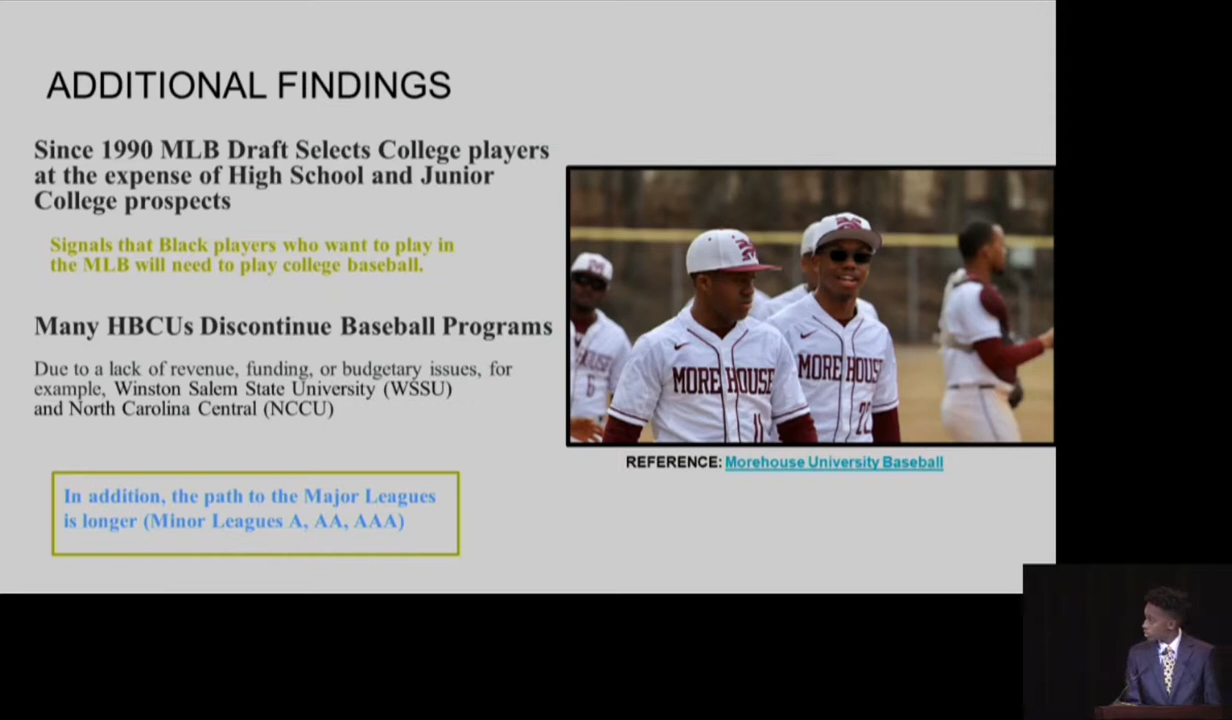 ADDITIONAL FINDINGS
Since 1990 MLB Draft Selects College players
at the expense of High School and Junior
College prospects
Signals that Black players who want to play in
the MLB will need to play college baseball.
Many HBCUs Discontinue Baseball Programs
Due to a lack of revenue, funding, or budgetary issues, for
example, Winston Salem State University (WSSU)
and North Carolina Central (NCCU)
In addition, the path to the Major Leagues
is longer (Minor Leagues A, AA, AAA)
M
MOREHOUSE
11
MOREHOUSE
6
REFERENCE: Morehouse University Baseball